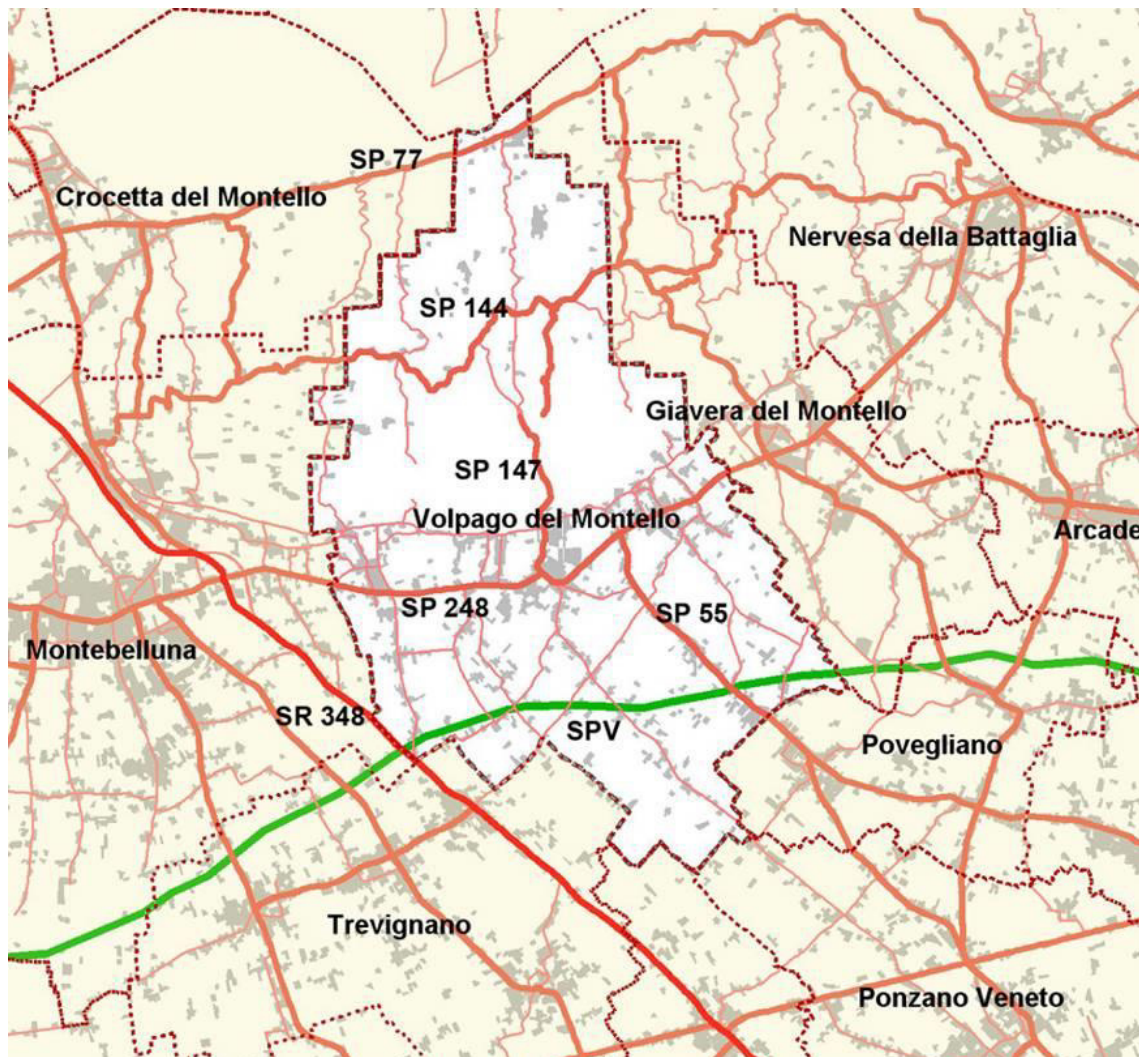 SP 77
Crocetta del Montello
Nervesa della Battaglia
SP 144
Giavera del Montello
SP 147
Volpago del Montello
Arcade
SP 248
SP 55
Montebelluna
SR 348
SPV
Povegliano
Trevignano
Ponzano Veneto